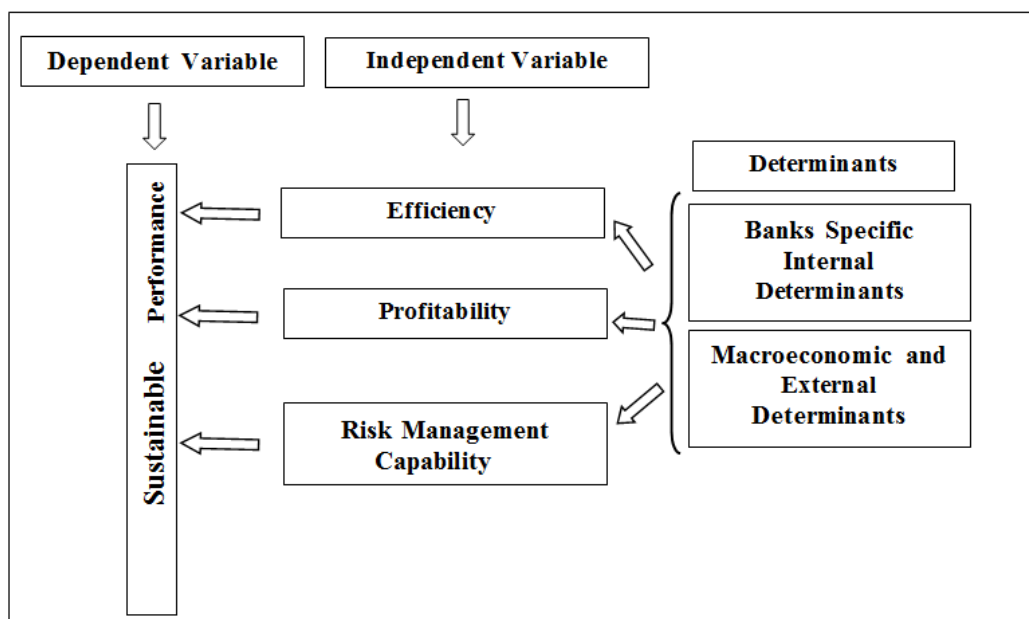 Dependent Variable
Independent Variable
Determinants
Sustainable Performance
Efficiency
Profitability
Risk Management
Capability
Banks Specific
Internal
Determinants
Macroeconomic and
External
Determinants